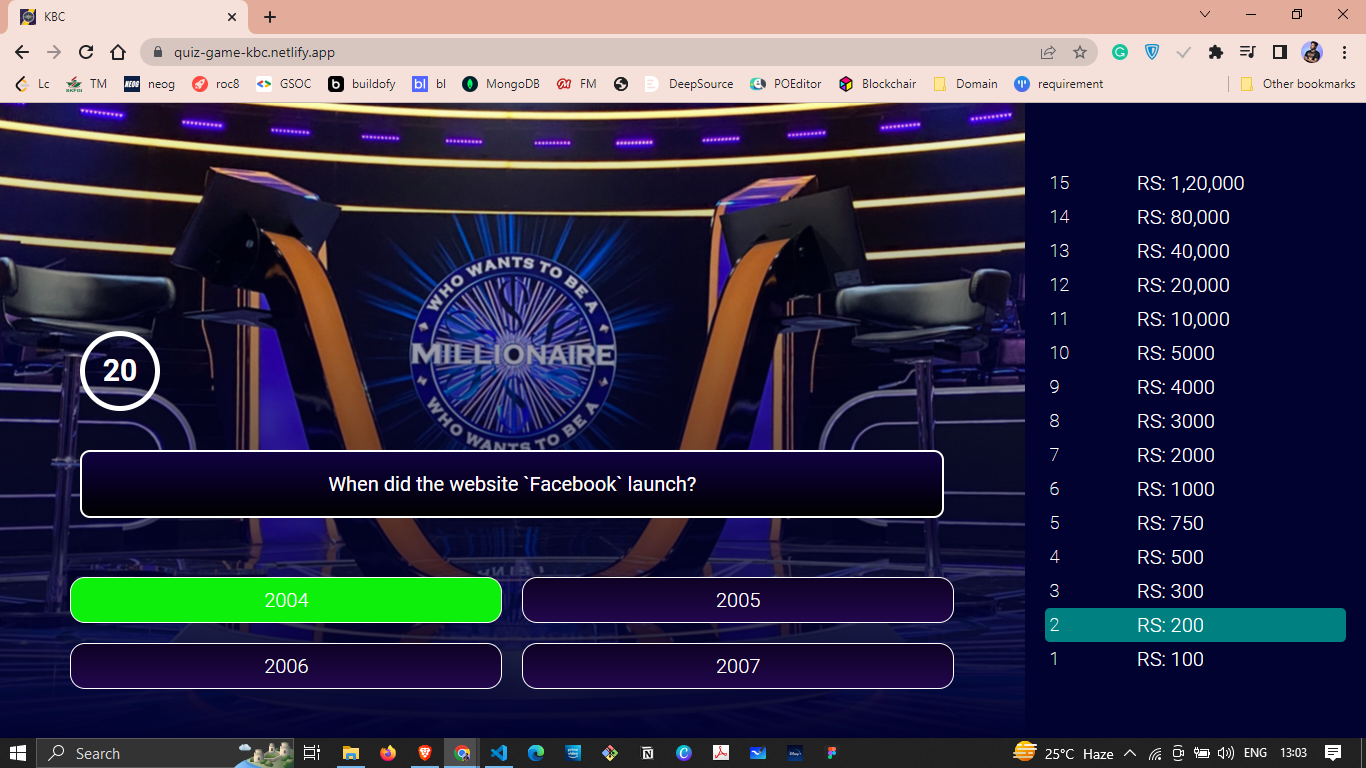 KBC
quiz-game-kbc.netlify.app
Lc TM neog roc8 GSOC buildofy bl MongoDB FM DeepSource POEditor Blockchair Domain requirement Other bookmarks
WHO WANTS TO BE A
MILLIONAIRE
WHO WANTS TO BE A
20
When did the website `Facebook` launch?
2004 2005
2006 2007
15 RS: 1,20,000
14 RS: 80,000
13 RS: 40,000
12 RS: 20,000
11 RS: 10,000
10 RS: 5000
9 RS: 4000
8 RS: 3000
7 RS: 2000
6 RS: 1000
5 RS: 750
4 RS: 500
3 RS: 300
2 RS: 200
1 RS: 100
Search 25°C Haze ENG 13:03